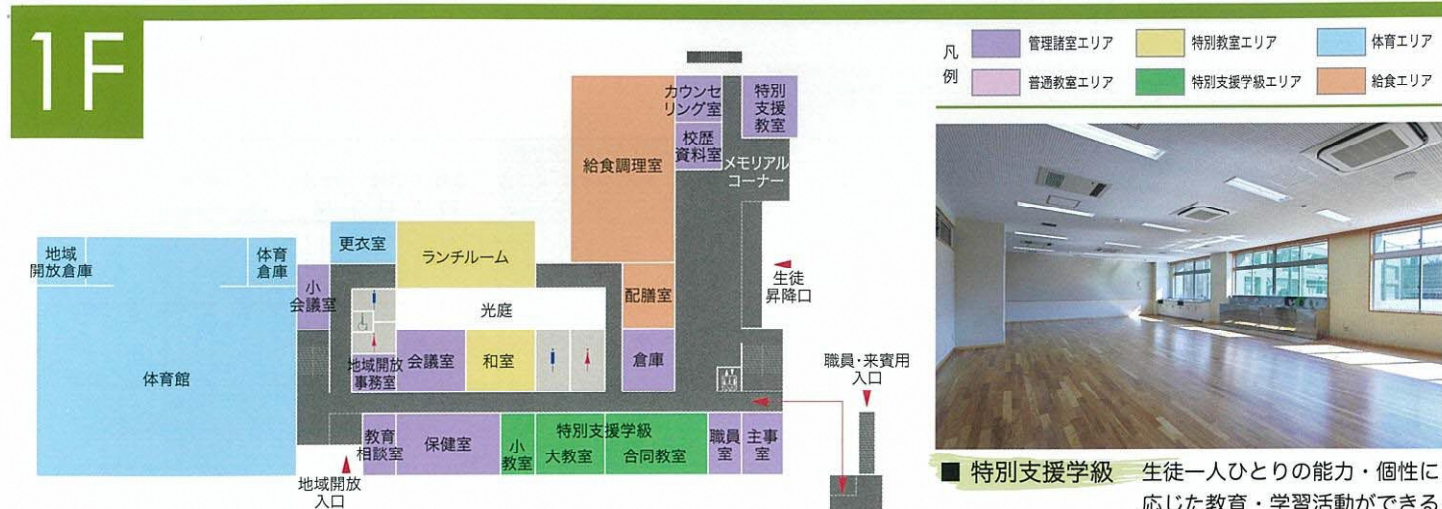 1F
凡
例
管理諸室エリア
特別教室エリア
体育エリア
普通教室エリア
特別支援学級エリア
給食エリア
カウンセ
リング室
特別
支援
教室
校歴
資料室
給食調理室
メモリアル
コーナー
地域
開放倉庫
体育
倉庫
更衣室
ランチルーム
小
会議室
配膳室
生徒
昇降口
光庭
体育館
地域開放
事務室
会議室
和室
倉庫
職員・来賓用
入口
教育
相談室
保健室
小
教室
特別支援学級
大教室
合同教室
職員
室
主事
室
地域開放
入口
■ 特別支援学級 生徒一人ひとりの能力・個性に
応じた教育・学習活動ができる